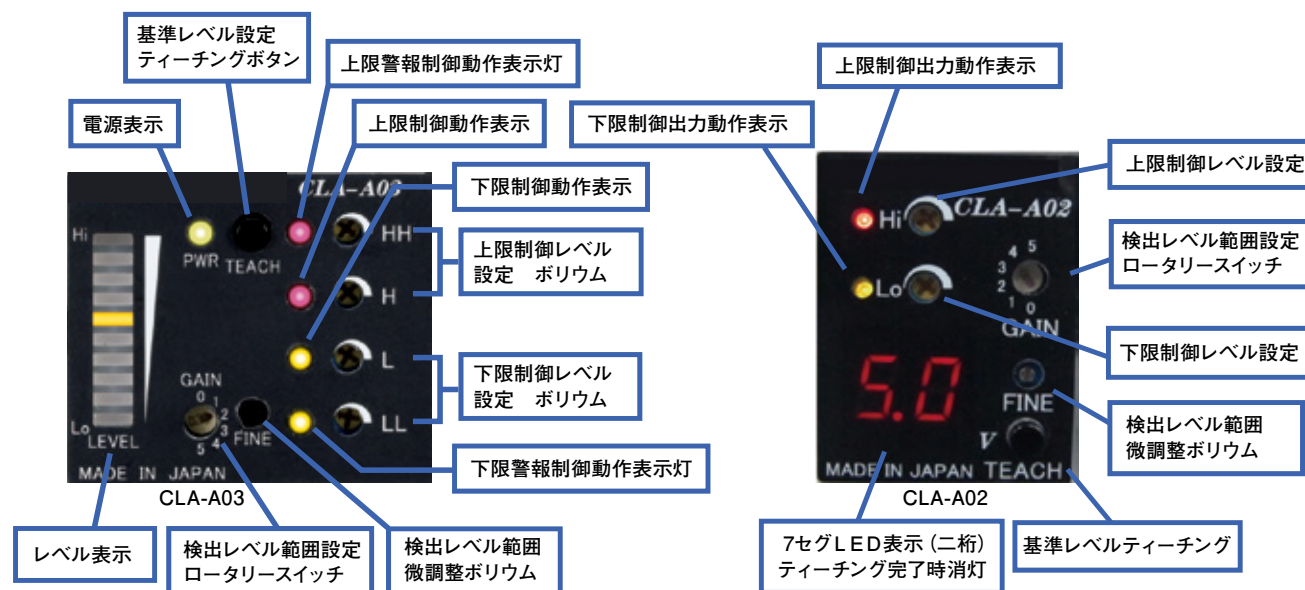 基準レベル設定
ティーチングボタン
上限警報制御動作表示灯
電源表示
上限制御動作表示
下限制御動作表示
上限制御レベル
設定 ボリウム
下限制御レベル
設定 ボリウム
下限警報制御動作表示灯
CLA-A03
Hi
PWR
TEACH
HH
H
L
LL
GAIN
0
1
2
3
4
5
FINE
Lo
LEVEL
MADE IN JAPAN
CLA-A03
レベル表示
検出レベル範囲設定
ロータリースイッチ
検出レベル範囲
微調整ボリウム
上限制御出力動作表示
下限制御出力動作表示
上限制御レベル設定
検出レベル範囲設定
ロータリースイッチ
下限制御レベル設定
検出レベル範囲
微調整ボリウム
CLA-A02
Hi
Lo
5
4
3
2
1
0
GAIN
5.0
FINE
V
MADE IN JAPAN
TEACH
CLA-A02
7セグLED表示(二桁)
ティーチング完了時消灯
基準レベルティーチング